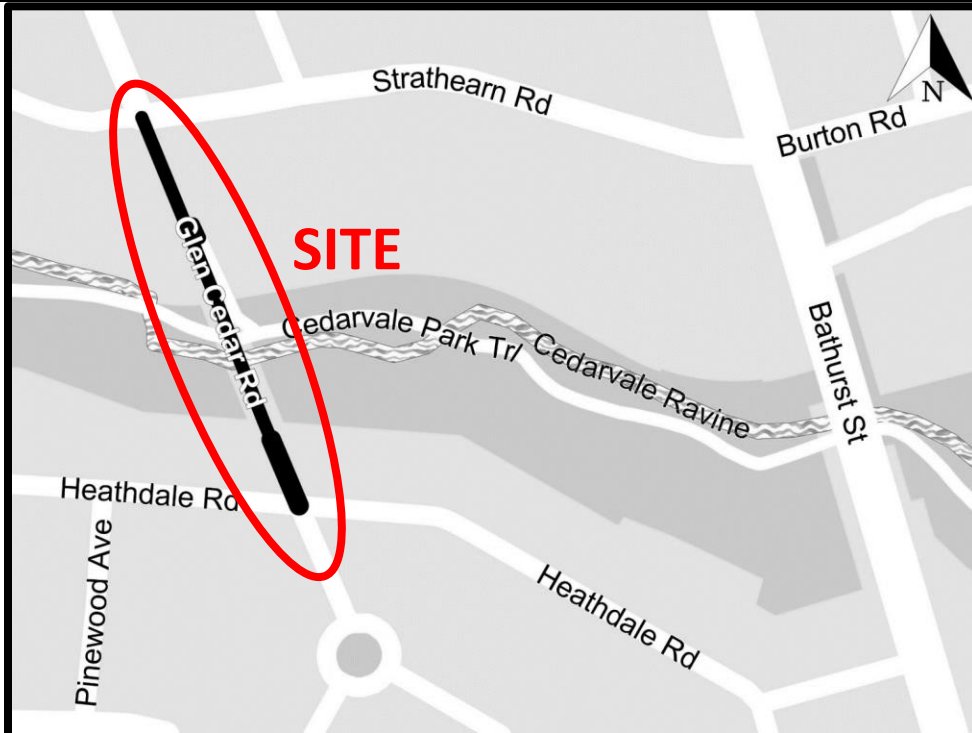 Strathearn Rd
N
Burton Rd
Glen Cedar Rd
SITE
Cedarvale Park Tr/ Cedarvale Ravine
Bathurst St
Heathdale Rd
Pinewood Ave
Heathdale Rd